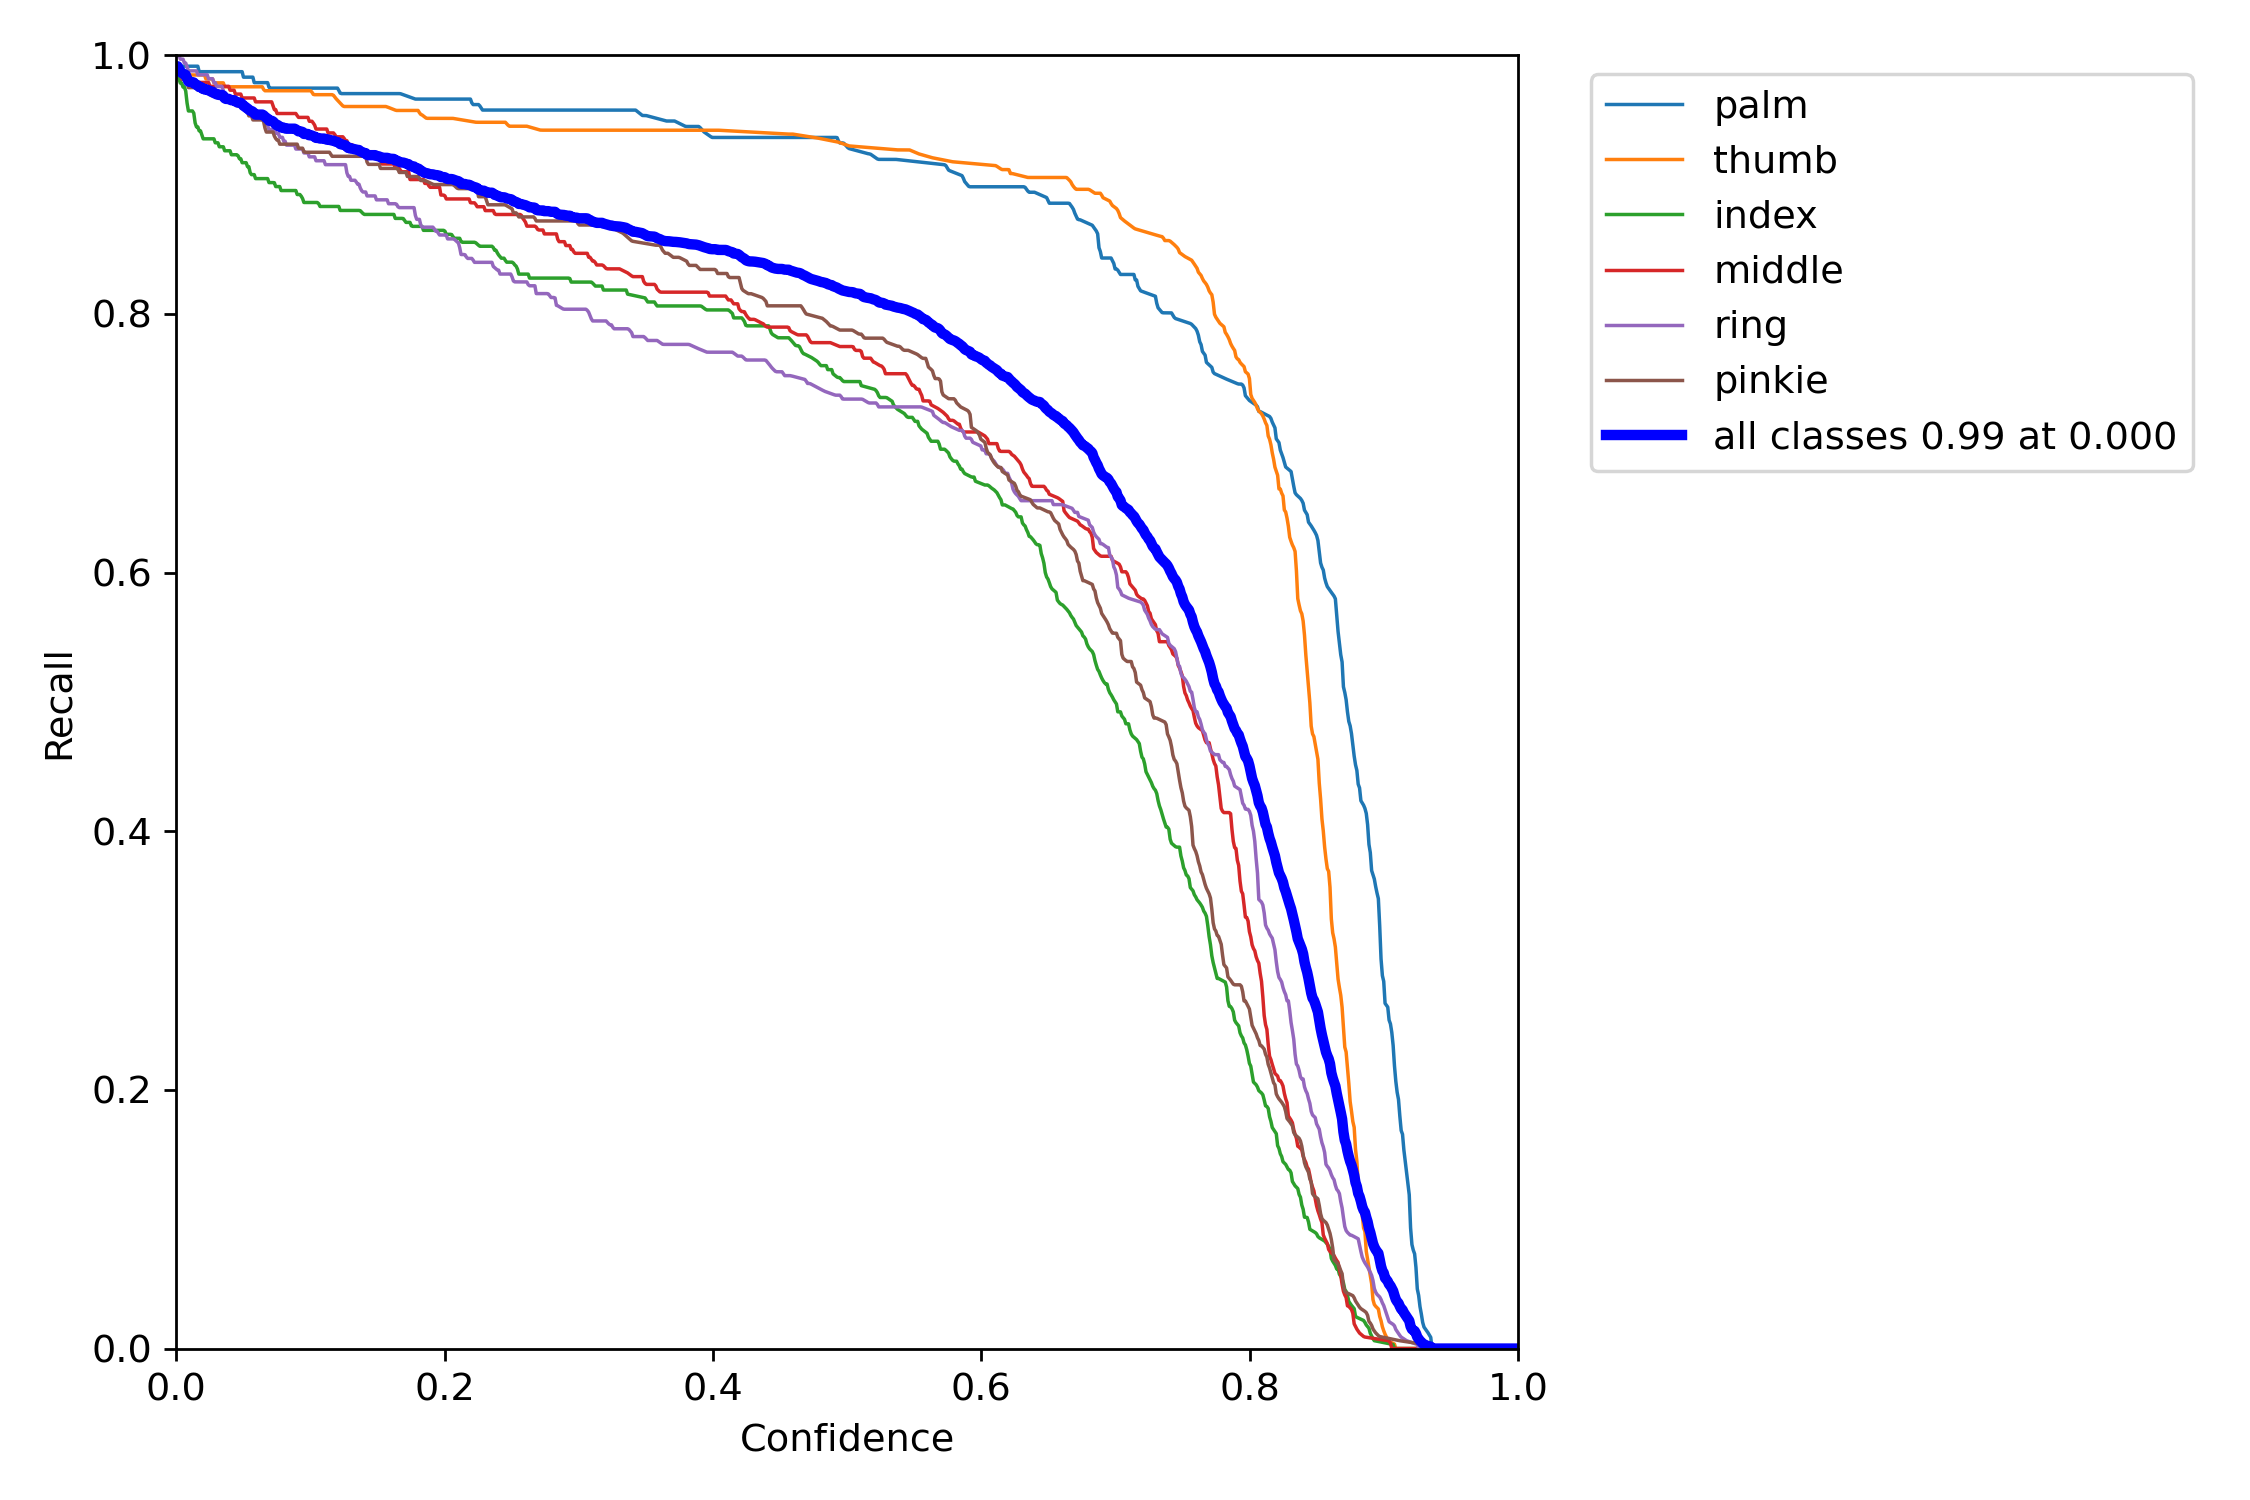 1.0
0.8
0.6
0.4
0.2
0.0
Recall
0.0 0.2 0.4 0.6 0.8 1.0
Confidence
palm
thumb
index
middle
ring
pinkie
all classes 0.99 at 0.000